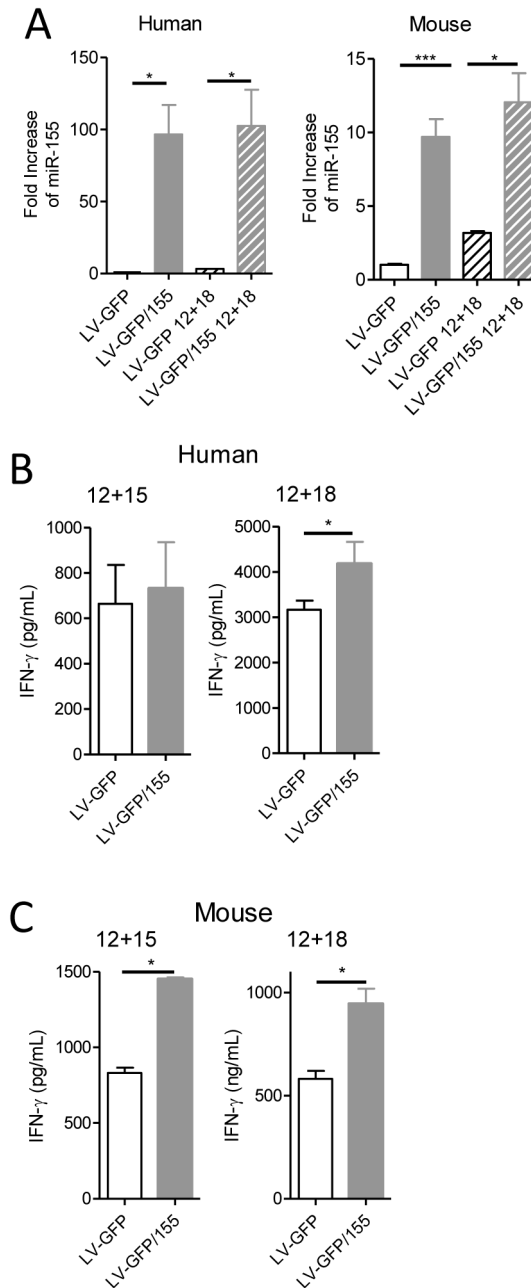 A
Human
Fold Increase
of miR-155
150
100
50
0
*
*
LV-GFP
LV-GFP/155
LV-GFP 12+18
LV-GFP/155 12+18
Mouse
Fold Increase
of miR-155
15
10
5
0
***
*
LV-GFP
LV-GFP/155
LV-GFP 12+18
LV-GFP/155 12+18
B
Human
12+15
IFN-γ (pg/mL)
1000
800
600
400
200
0
LV-GFP
LV-GFP/155
12+18
IFN-γ (pg/mL)
5000
4000
3000
2000
1000
0
*
LV-GFP
LV-GFP/155
C
Mouse
12+15
IFN-γ (pg/mL)
1500
1000
500
0
*
LV-GFP
LV-GFP/155
12+18
IFN-γ (ng/mL)
1000
500
0
*
LV-GFP
LV-GFP/155